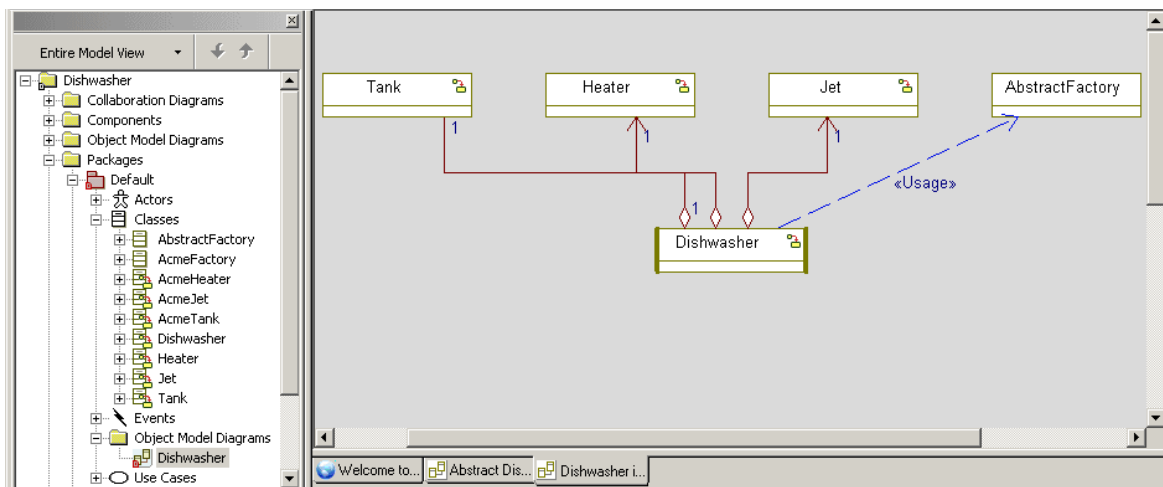 Entire Model View
Dishwasher
Collaboration Diagrams
Components
Object Model Diagrams
Packages
Default
Actors
Classes
AbstractFactory
AcmeFactory
AcmeHeater
AcmeJet
AcmeTank
Dishwasher
Heater
Jet
Tank
Events
Object Model Diagrams
Dishwasher
Use Cases
Tank
Heater
Jet
AbstractFactory
1
1
1
«Usage»
1
Dishwasher
Welcome to...
Abstract Dis...
Dishwasher i...